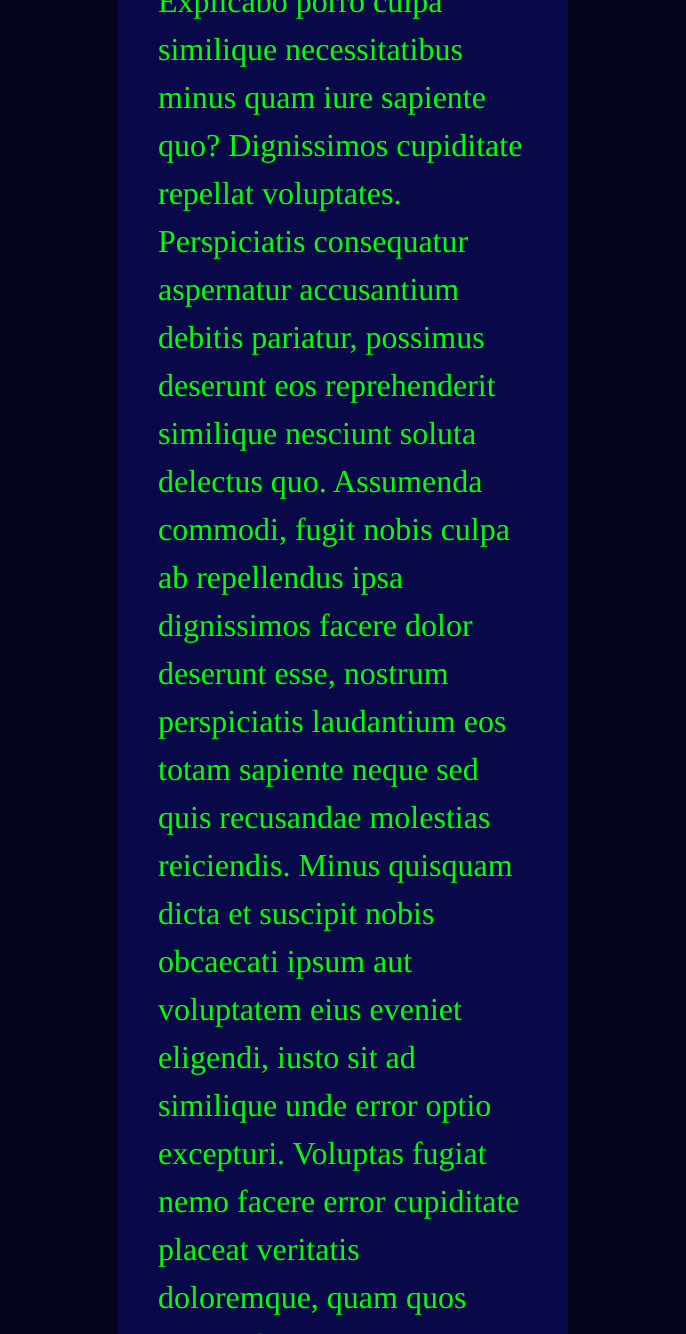 Explicabo porro culpa
similique necessitatibus
minus quam iure sapiente
quo? Dignissimos cupiditate
repellat voluptates.
Perspiciatis consequatur
aspernatur accusantium
debitis pariatur, possimus
deserunt eos reprehenderit
similique nesciunt soluta
delectus quo. Assumenda
commodi, fugit nobis culpa
ab repellendus ipsa
dignissimos facere dolor
deserunt esse, nostrum
perspiciatis laudantium eos
totam sapiente neque sed
quis recusandae molestias
reiciendis. Minus quisquam
dicta et suscipit nobis
obcaecati ipsum aut
voluptatem eius eveniet
eligendi, iusto sit ad
similique unde error optio
excepturi. Voluptas fugiat
nemo facere error cupiditate
placeat veritatis
doloremque, quam quos